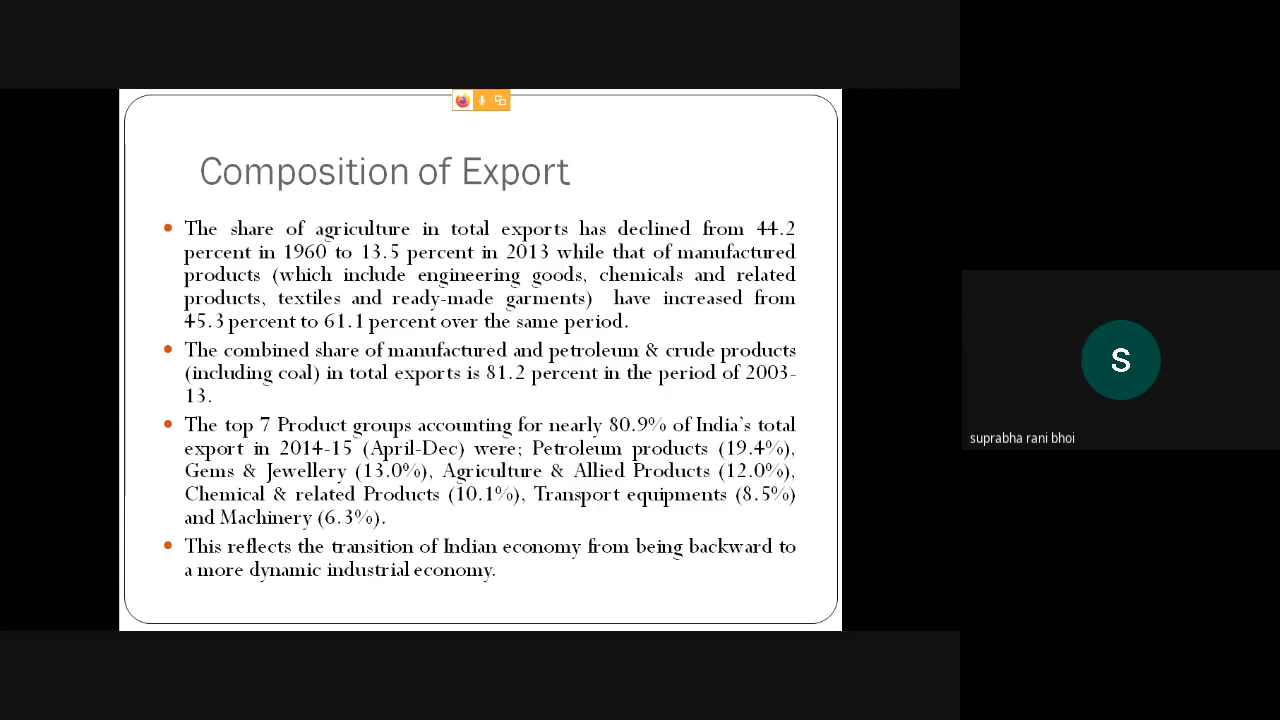 Composition of Export
The share of agriculture in total exports has declined from 44.2
percent in 1960 to 13.5 percent in 2013 while that of manufactured
products (which include engineering goods, chemicals and related
products, textiles and ready-made garments) have increased from
45.3 percent to 61.1 percent over the same period.
The combined share of manufactured and petroleum & crude products
(including coal) in total exports is 81.2 percent in the period of 2003-
13.
The top 7 Product groups accounting for nearly 80.9% of India's total
export in 2014-15 (April-Dec) were; Petroleum products (19.4%),
Gems & Jewellery (13.0%), Agriculture & Allied Products (12.0%),
Chemical & related Products (10.1%), Transport equipments (8.5%)
and Machinery (6.3%).
This reflects the transition of Indian economy from being backward to
a more dynamic industrial economy.
S
suprabha rani bhoi